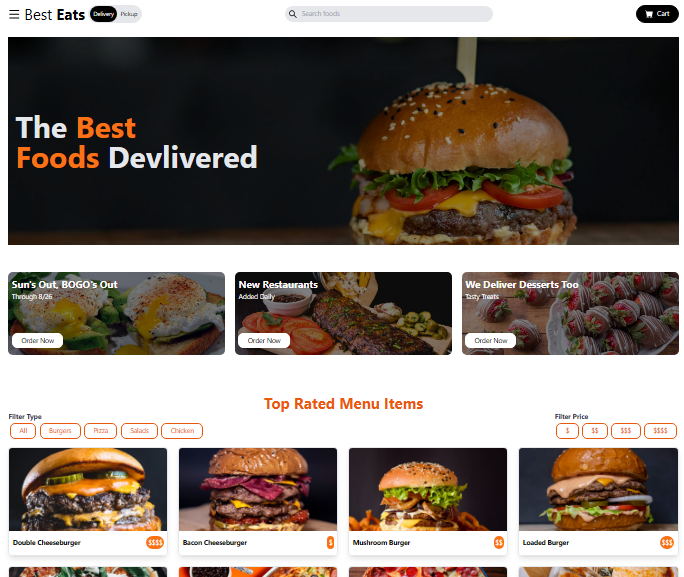 Best Eats Delivery Pickup Search foods Cart
The Best
Foods Devlivered
Sun's Out, BOGO's Out New Restaurants We Deliver Desserts Too
Through 8/26 Added Daily Tasty Treats
Order Now Order Now Order Now
Top Rated Menu Items
Filter Type Filter Price
All Burgers Pizza Salads Chicken $ $$ $$$ $$$$
Double Cheeseburger $$$$ Bacon Cheeseburger $ Mushroom Burger $$ Loaded Burger $$$